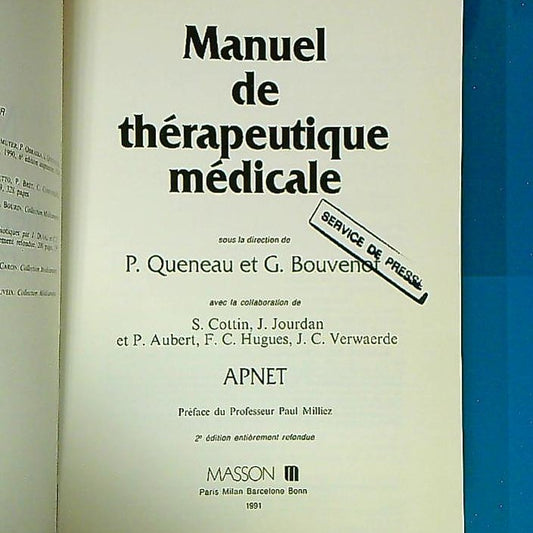 Manuel
de
thérapeutique
médicale
sous la direction de
P. Queneau et G. Bouvenot
SERVICE DE PRESSE
avec la collaboration de
S. Cottin, J. Jourdan
et P. Aubert, F. C. Hugues, J. C. Verwaerde
APNET
Préface du Professeur Paul Milliez
2e édition entièrement refondue
MASSON
Paris Milan Barcelone Bonn
1991